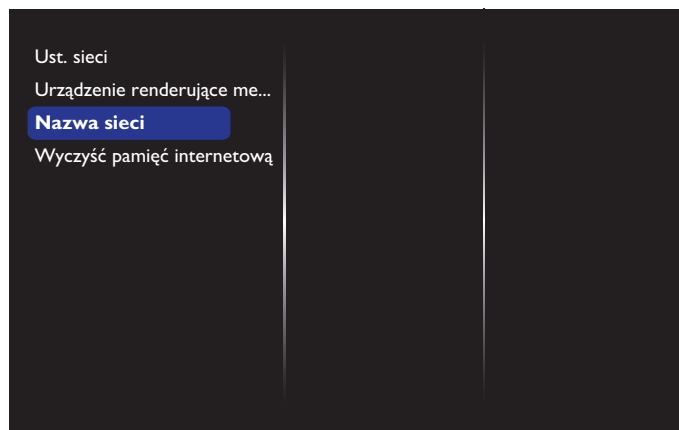 Ust. sieci
Urządzenie renderujące me...
Nazwa sieci
Wyczyść pamięć internetową